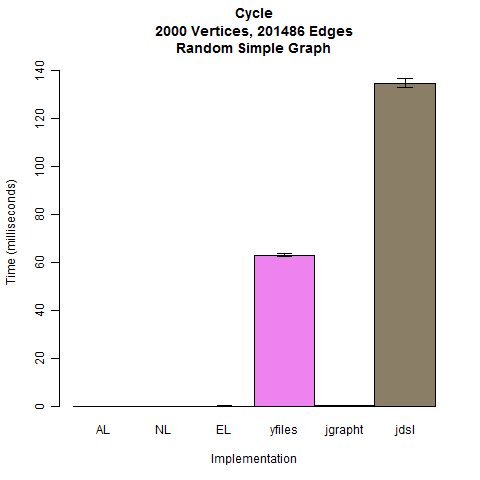 Cycle
2000 Vertices, 201486 Edges
Random Simple Graph
Time (milliseconds)
140
120
100
80
60
40
20
0
AL NL EL yfiles jgrapht jdsl
Implementation